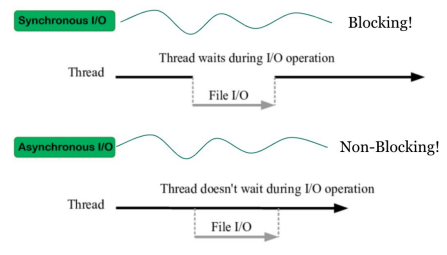 Synchronous I/O
Blocking!
Thread waits during I/O operation
Thread
File I/O
Asynchronous I/O
Non-Blocking!
Thread doesn't wait during I/O operation
Thread
File I/O